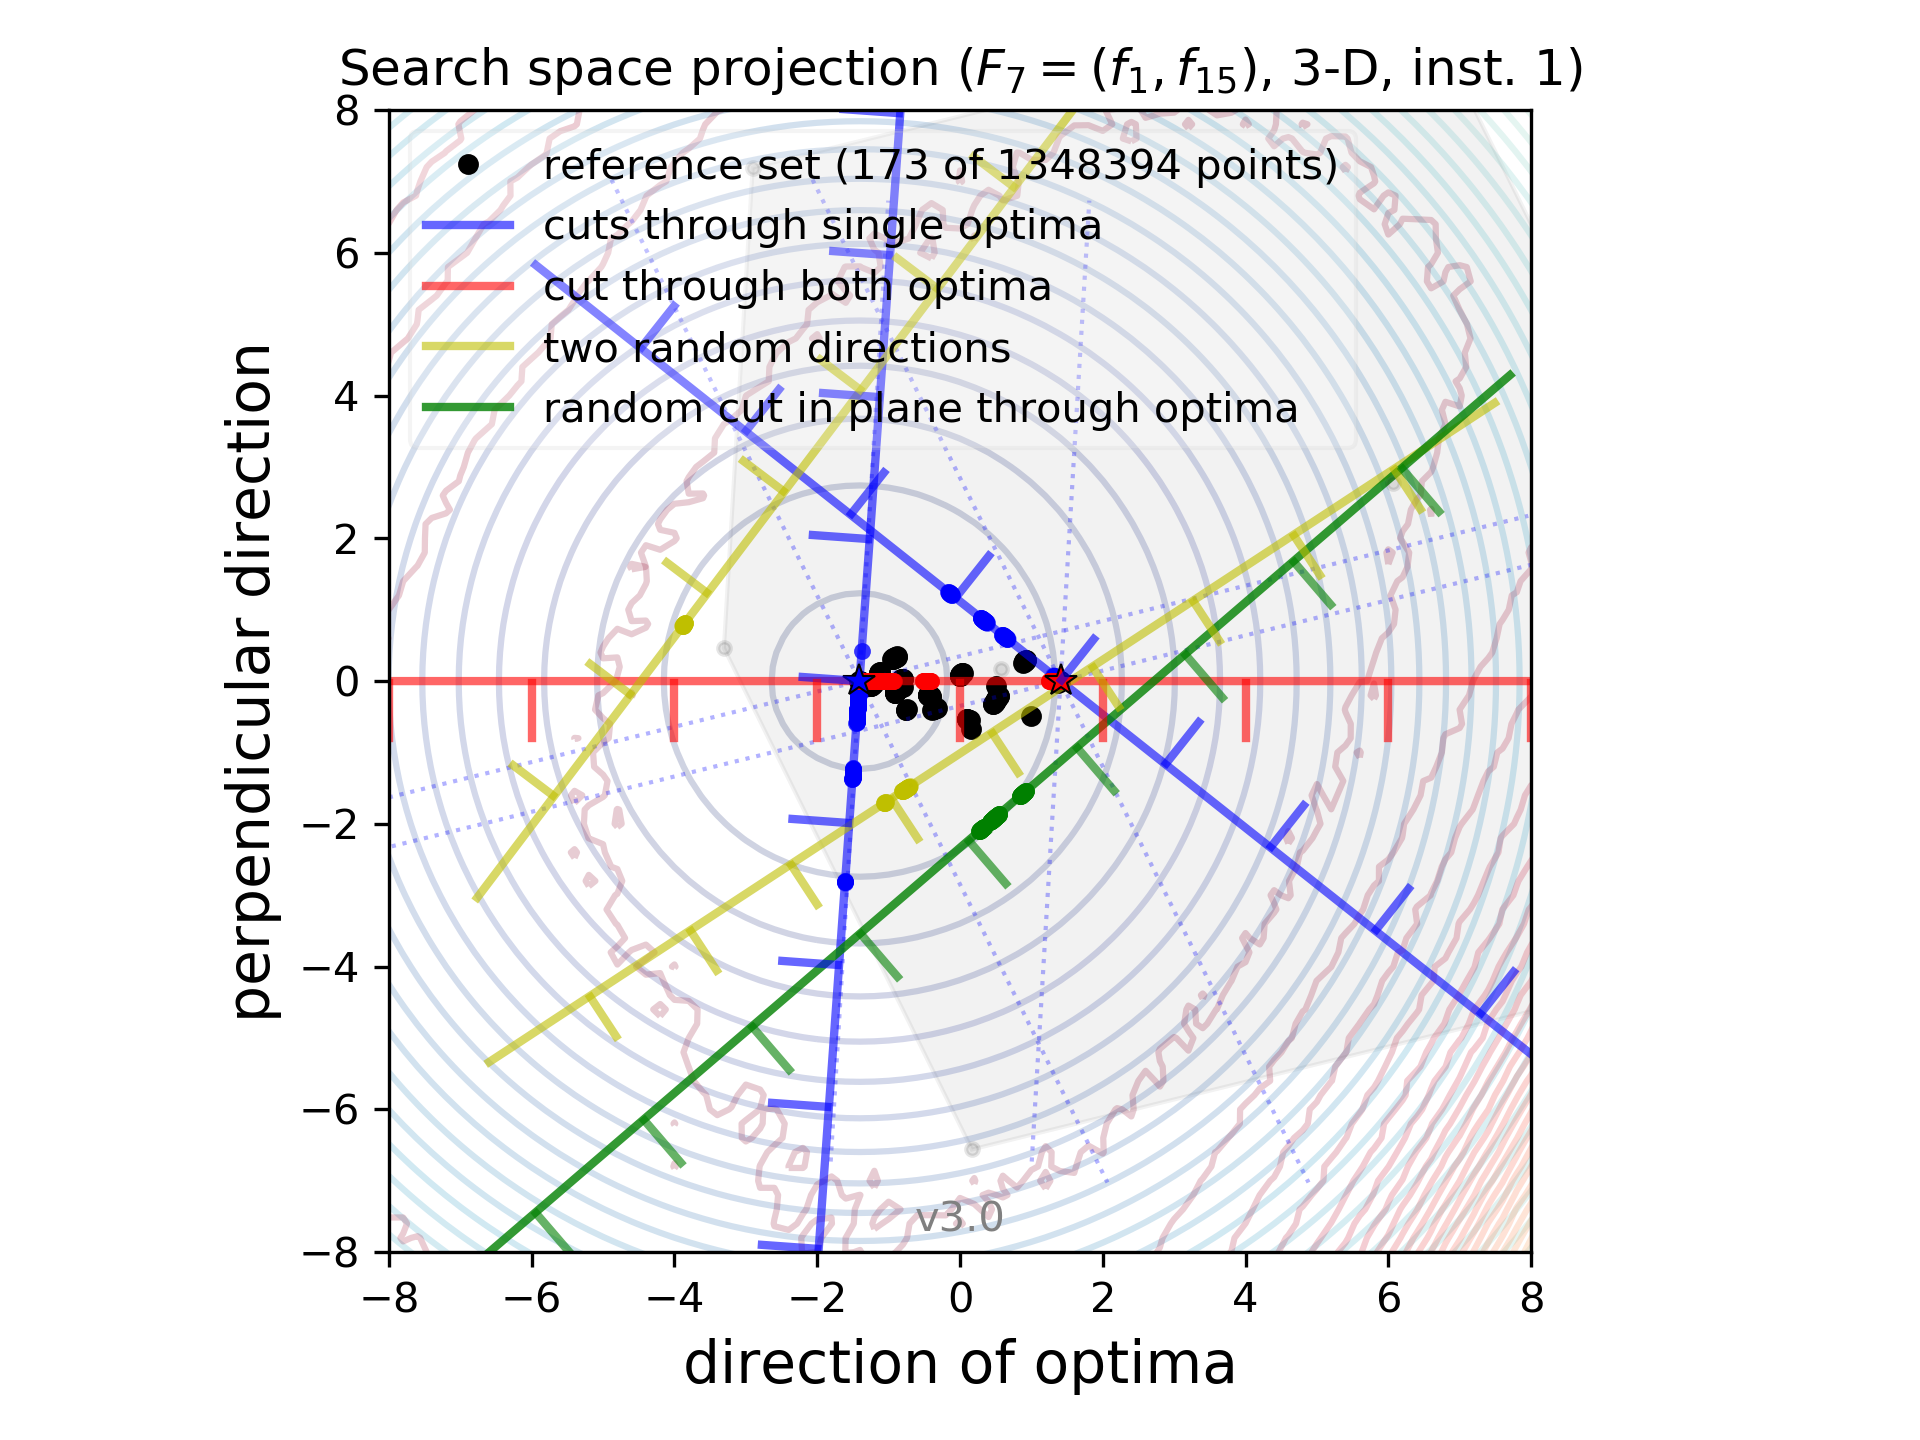 Search space projection (F₇ = (f₁, f₁₅), 3-D, inst. 1)
reference set (173 of 1348394 points)
cuts through single optima
cut through both optima
two random directions
random cut in plane through optima
8
6
4
2
0
−2
−4
−6
−8
perpendicular direction
v3.0
−8 −6 −4 −2 0 2 4 6 8
direction of optima